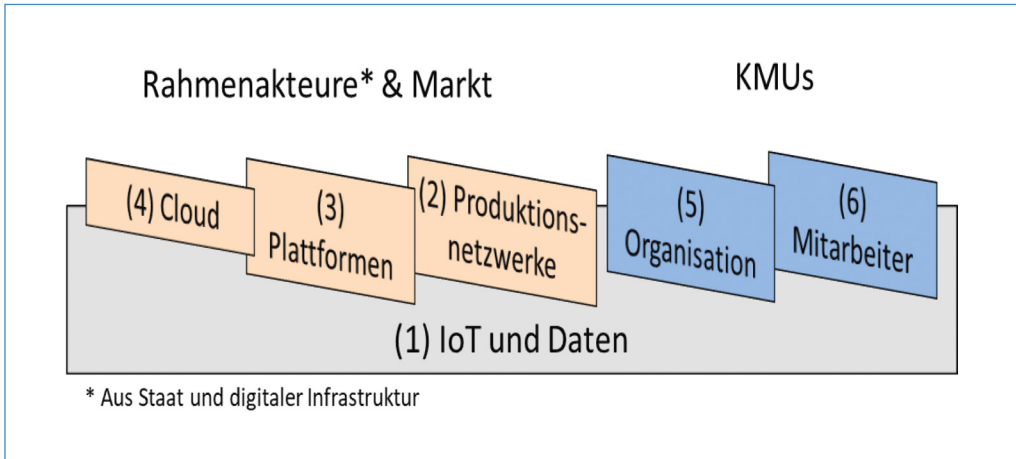 Rahmenakteure* & Markt
KMUs
(4) Cloud
(3)
Plattformen
(2) Produktions-
netzwerke
(5)
Organisation
(6)
Mitarbeiter
(1) IoT und Daten
* Aus Staat und digitaler Infrastruktur